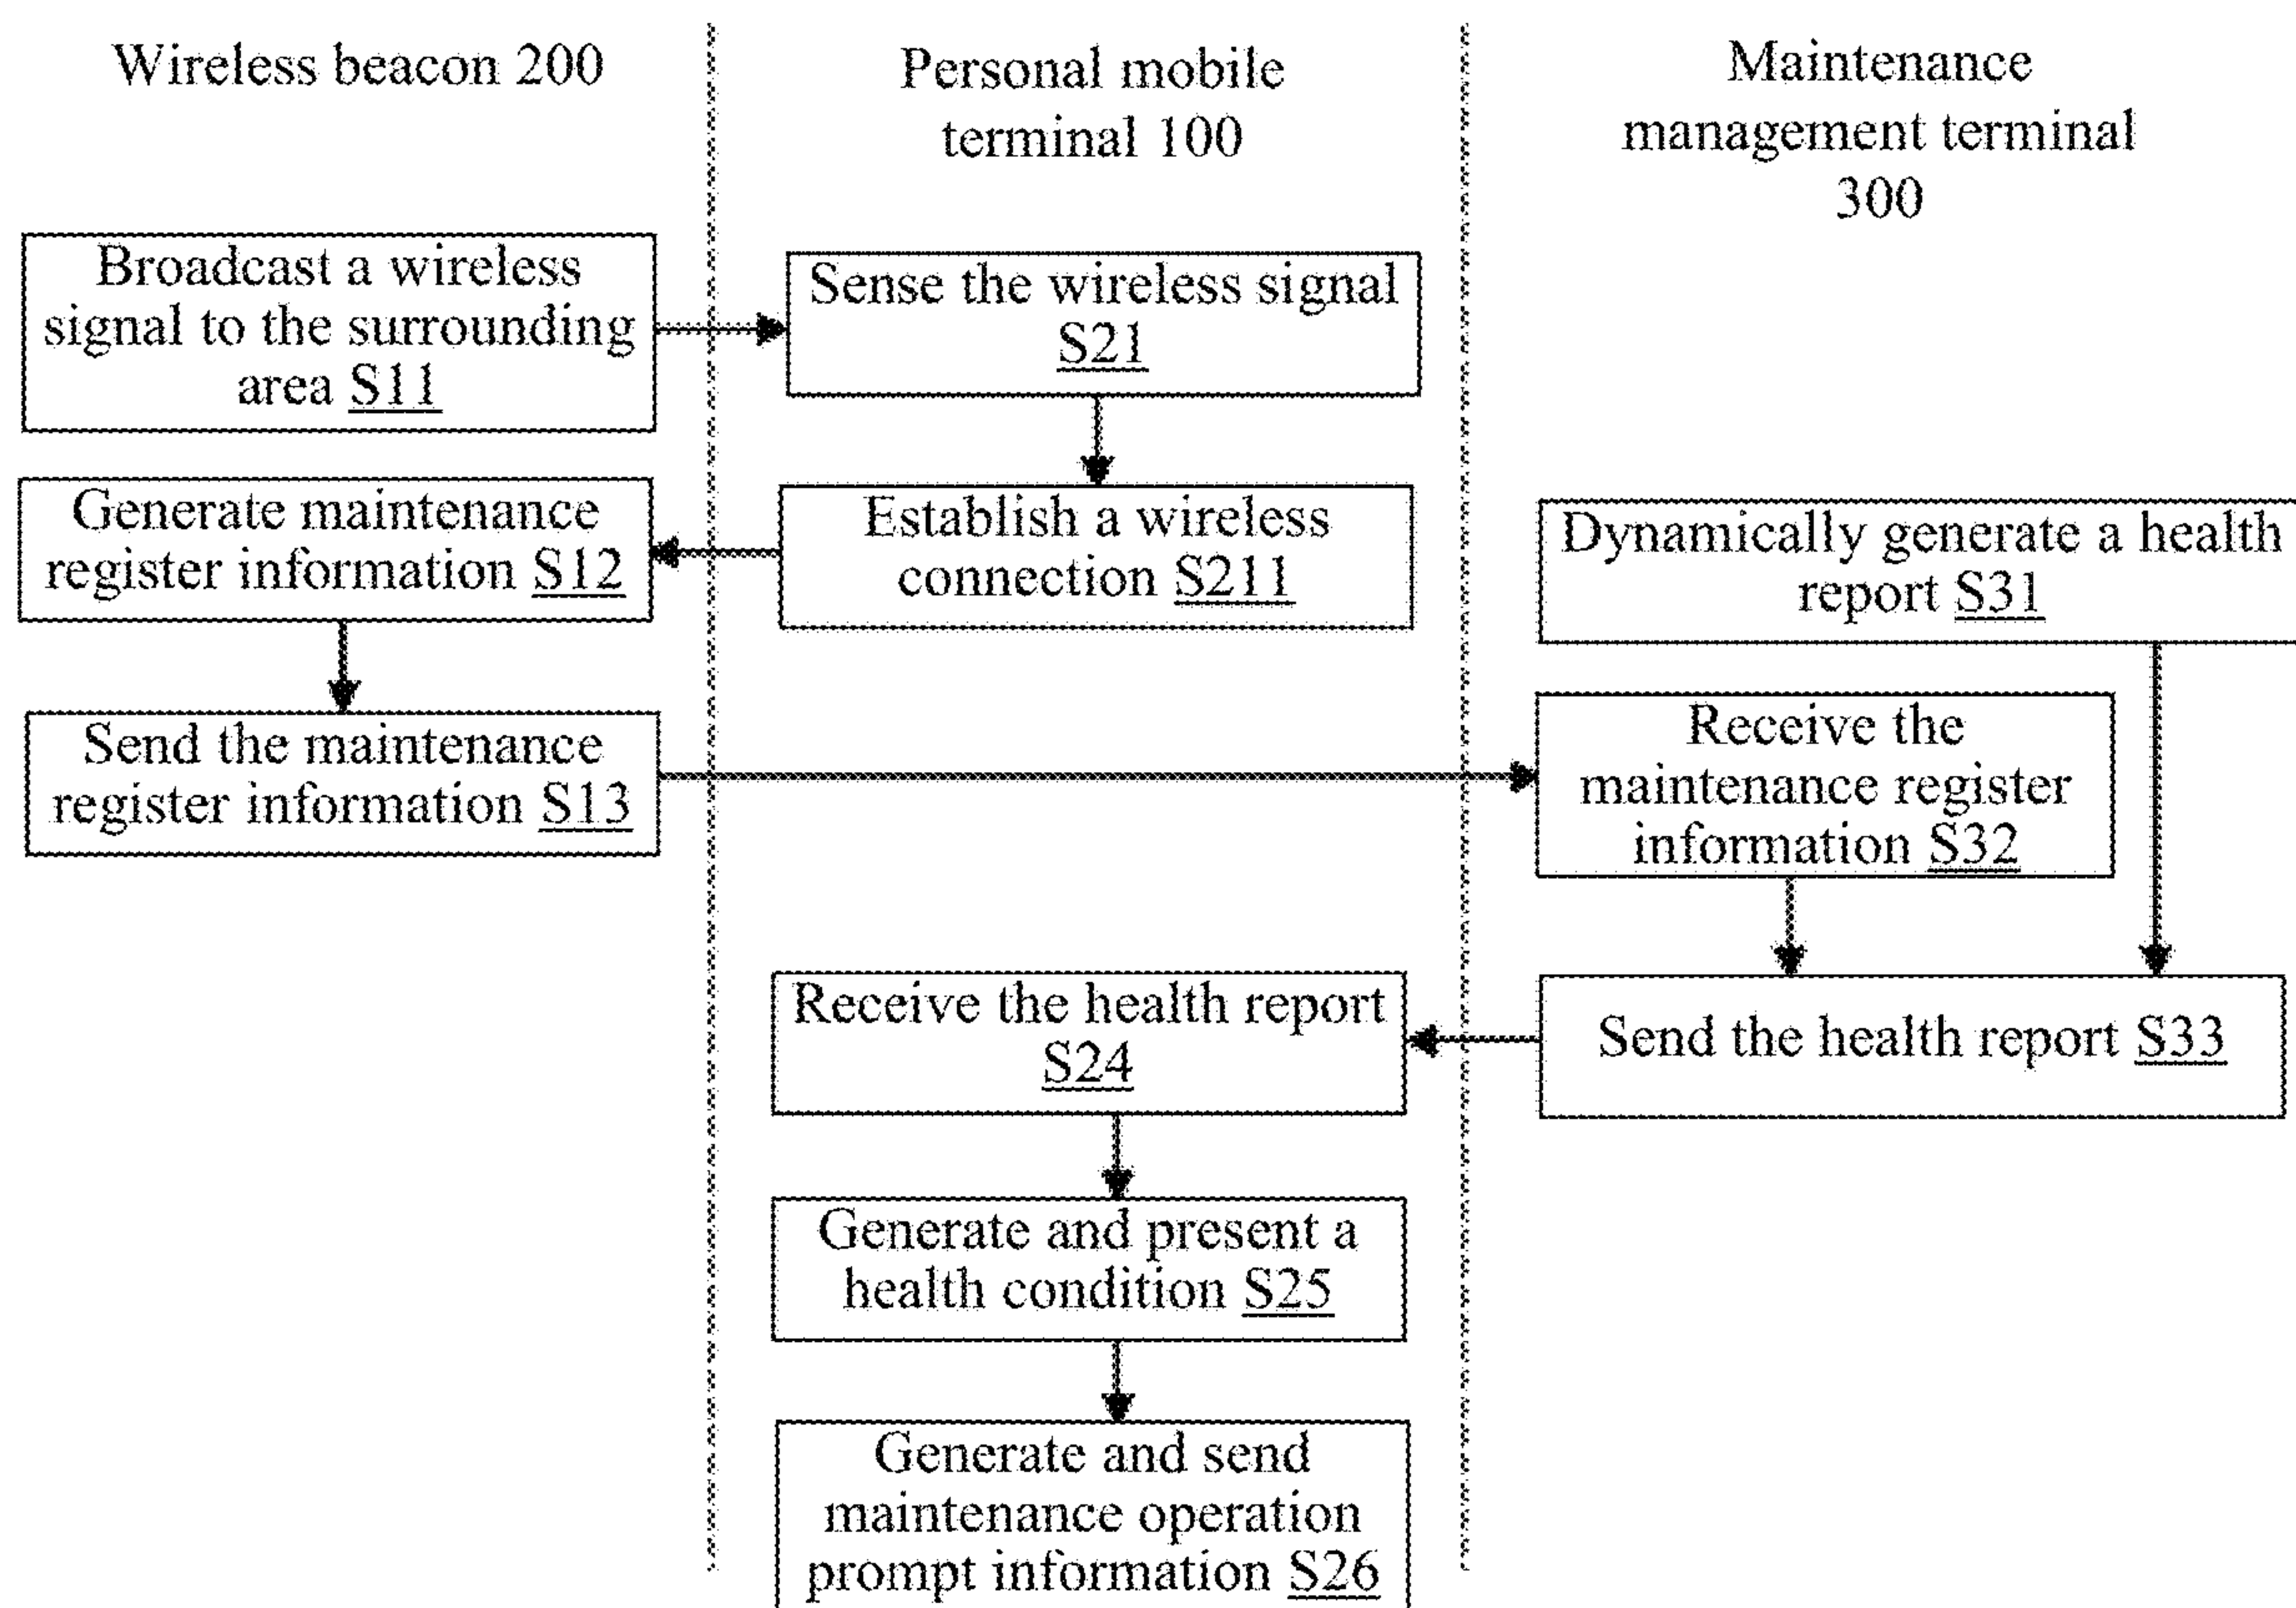 Wireless beacon 200
Personal mobile
terminal 100
Maintenance
management terminal
300
Broadcast a wireless
signal to the surrounding
area S11
Sense the wireless signal
S21
Generate maintenance
register information S12
Establish a wireless
connection S211
Dynamically generate a health
report S31
Send the maintenance
register information S13
Receive the
maintenance register
information S32
Receive the health report
S24
Send the health report S33
Generate and present a
health condition S25
Generate and send
maintenance operation
prompt information S26